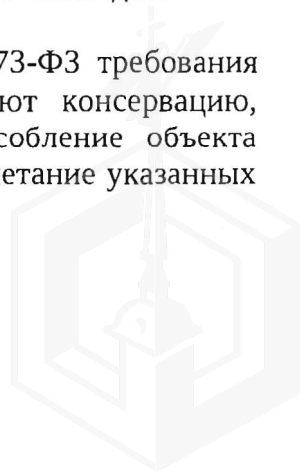 73-ФЗ требования
ют консервацию,
собление объекта
етание указанных